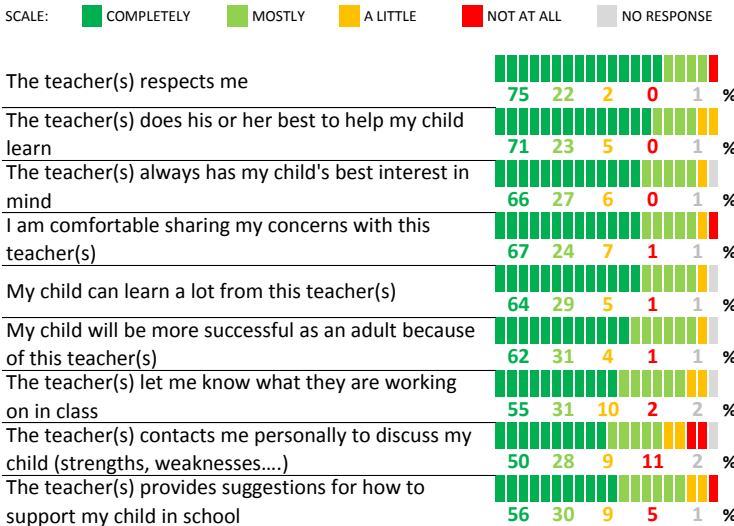 SCALE: COMPLETELY MOSTLY A LITTLE NOT AT ALL NO RESPONSE
The teacher(s) respects me
75 22 2 0 1 %
The teacher(s) does his or her best to help my child
learn
71 23 5 0 1 %
The teacher(s) always has my child's best interest in
mind
66 27 6 0 1 %
I am comfortable sharing my concerns with this
teacher(s)
67 24 7 1 1 %
My child can learn a lot from this teacher(s)
64 29 5 1 1 %
My child will be more successful as an adult because
of this teacher(s)
62 31 4 1 1 %
The teacher(s) let me know what they are working
on in class
55 31 10 2 2 %
The teacher(s) contacts me personally to discuss my
child (strengths, weaknesses....)
50 28 9 11 2 %
The teacher(s) provides suggestions for how to
support my child in school
56 30 9 5 1 %